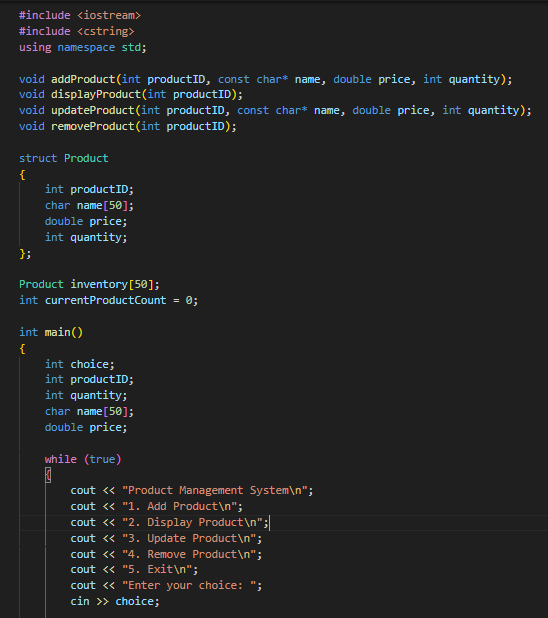 #include <iostream>
#include <cstring>
using namespace std;

void addProduct(int productID, const char* name, double price, int quantity);
void displayProduct(int productID);
void updateProduct(int productID, const char* name, double price, int quantity);
void removeProduct(int productID);

struct Product
{
    int productID;
    char name[50];
    double price;
    int quantity;
};

Product inventory[50];
int currentProductCount = 0;

int main()
{
    int choice;
    int productID;
    int quantity;
    char name[50];
    double price;

    while (true)
    {
        cout << "Product Management System\n";
        cout << "1. Add Product\n";
        cout << "2. Display Product\n";
        cout << "3. Update Product\n";
        cout << "4. Remove Product\n";
        cout << "5. Exit\n";
        cout << "Enter your choice: ";
        cin >> choice;